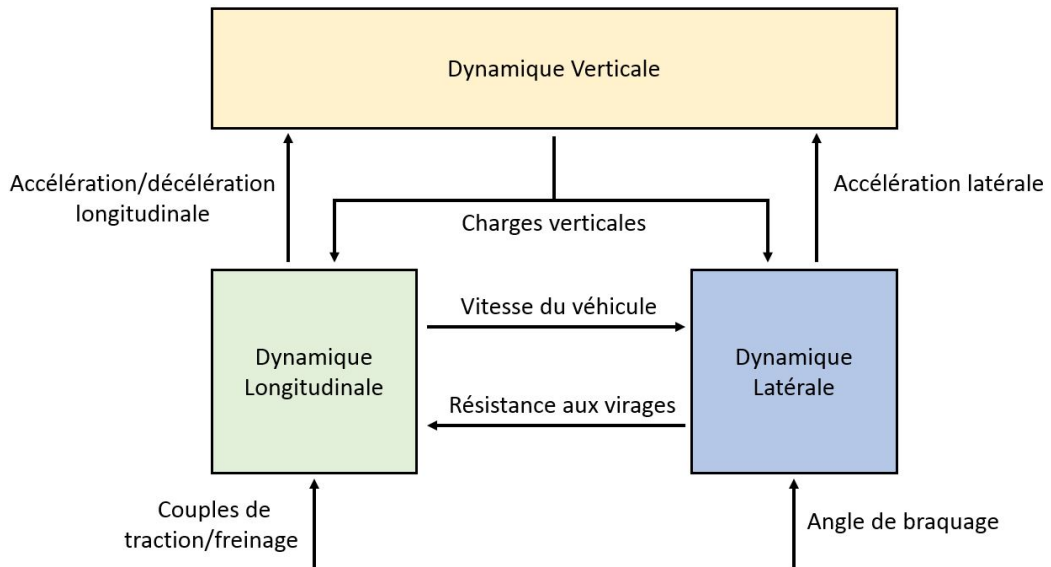 Dynamique Verticale
Accélération/décélération
longitudinale
Accélération latérale
Charges verticales
Vitesse du véhicule
Dynamique
Longitudinale
Dynamique
Latérale
Résistance aux virages
Couples de
traction/freinage
Angle de braquage